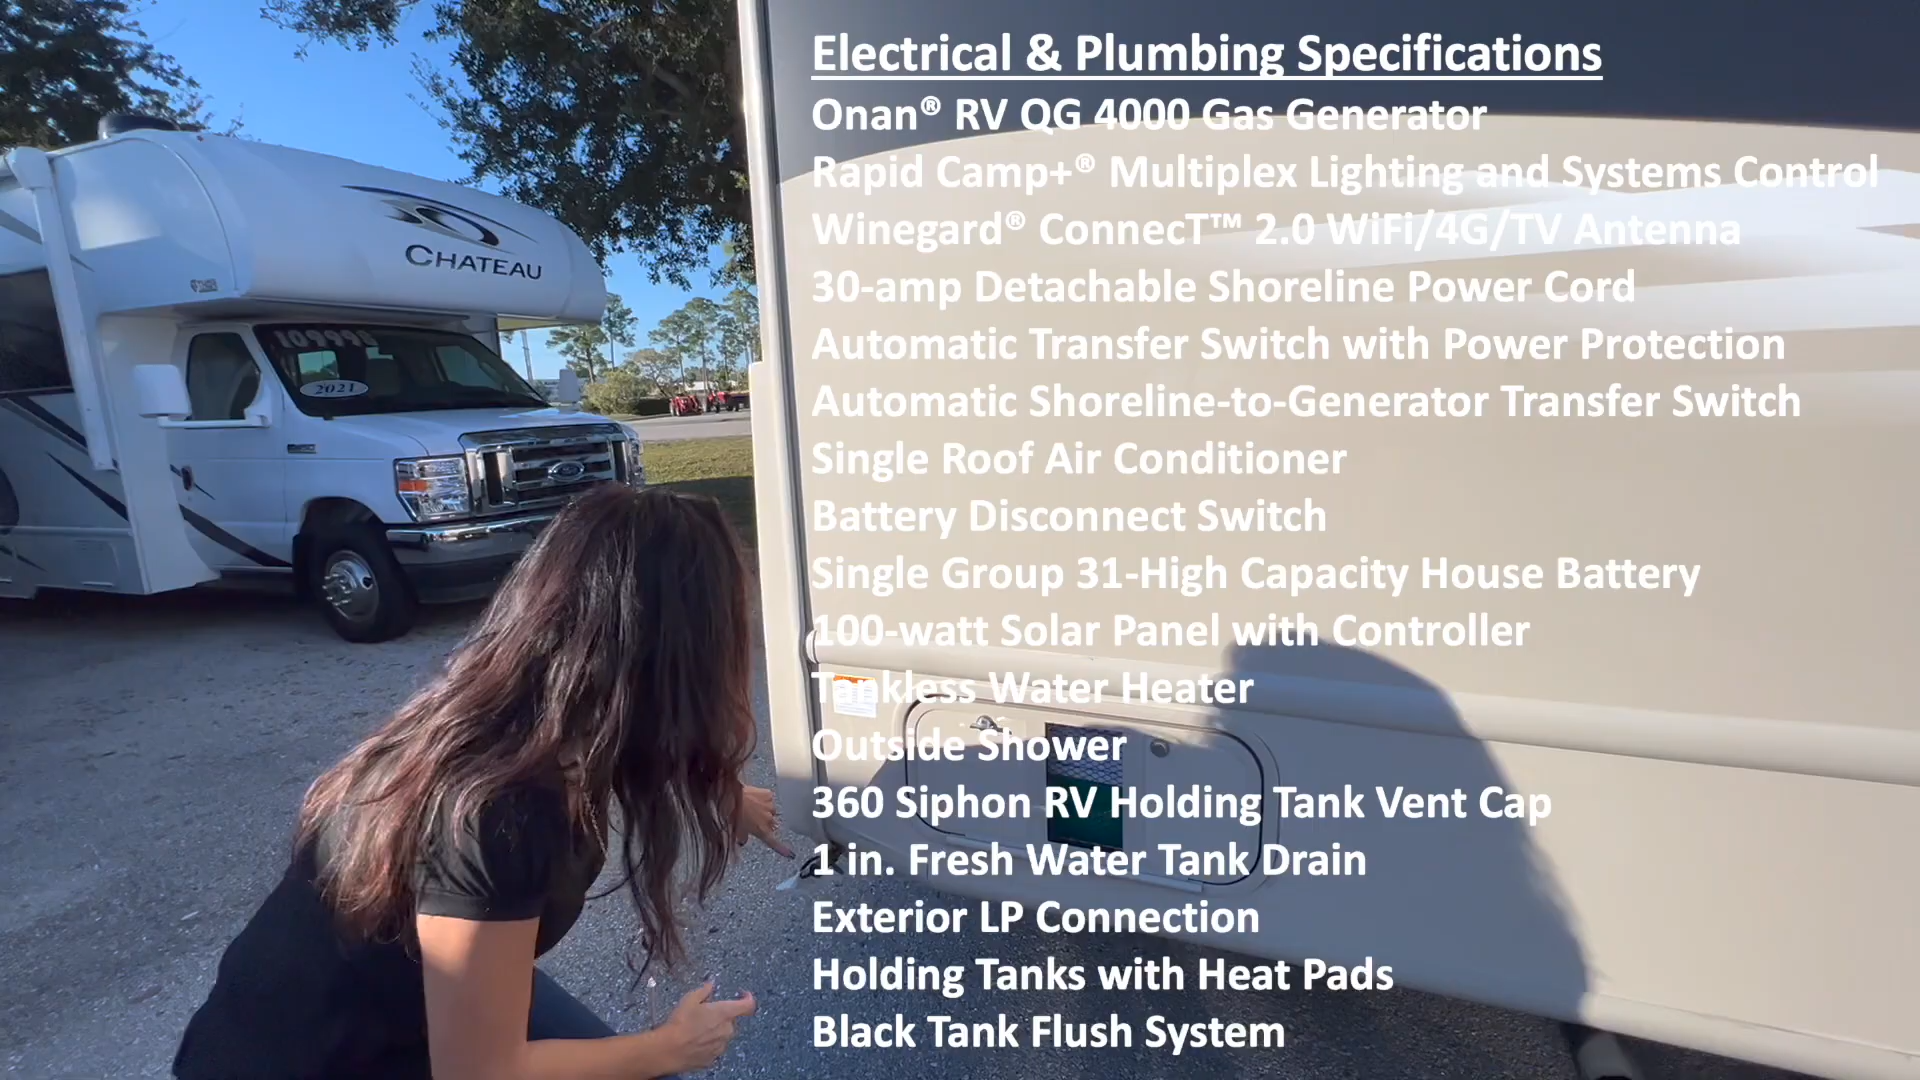 Electrical & Plumbing Specifications
Onan® RV QG 4000 Gas Generator
Rapid Camp+® Multiplex Lighting and Systems Control
Winegard® ConnecT™ 2.0 WiFi/4G/TV Antenna
30-amp Detachable Shoreline Power Cord
Automatic Transfer Switch with Power Protection
Automatic Shoreline-to-Generator Transfer Switch
Single Roof Air Conditioner
Battery Disconnect Switch
Single Group 31-High Capacity House Battery
100-watt Solar Panel with Controller
Tankless Water Heater
Outside Shower
360 Siphon RV Holding Tank Vent Cap
1 in. Fresh Water Tank Drain
Exterior LP Connection
Holding Tanks with Heat Pads
Black Tank Flush System
CHATEAU
109998
2021
Ford